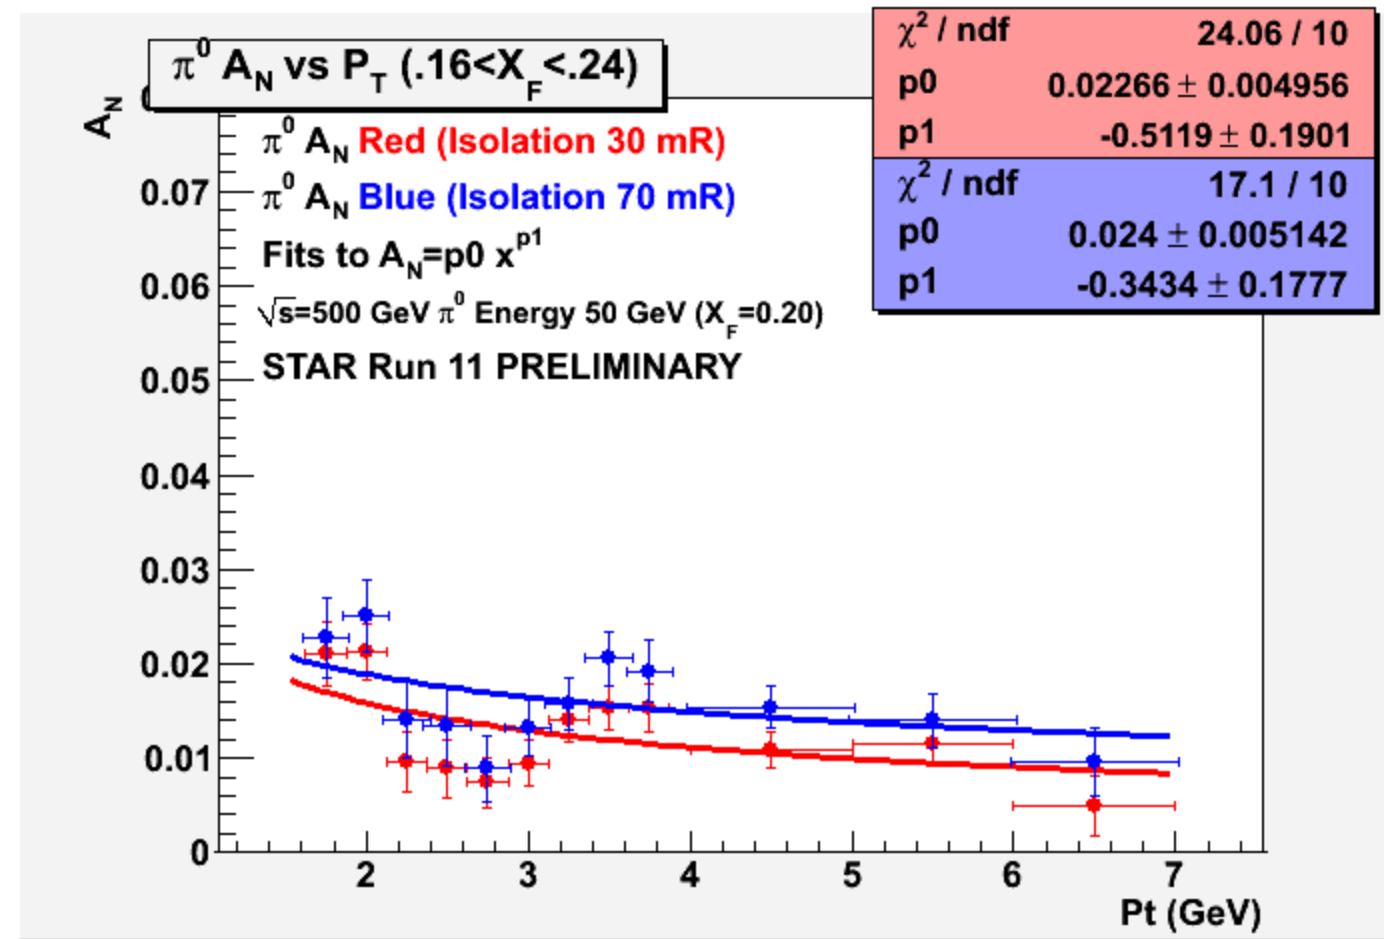 π⁰ A_N vs P_T (.16<X_F<.24)
χ² / ndf 24.06 / 10
p0 0.02266 ± 0.004956
p1 -0.5119 ± 0.1901
χ² / ndf 17.1 / 10
p0 0.024 ± 0.005142
p1 -0.3434 ± 0.1777
A_N
π⁰ A_N Red (Isolation 30 mR)
π⁰ A_N Blue (Isolation 70 mR)
Fits to A_N=p0 x^p1
√s=500 GeV π⁰ Energy 50 GeV (X_F=0.20)
STAR Run 11 PRELIMINARY
0.07
0.06
0.05
0.04
0.03
0.02
0.01
0
2 3 4 5 6 7
Pt (GeV)